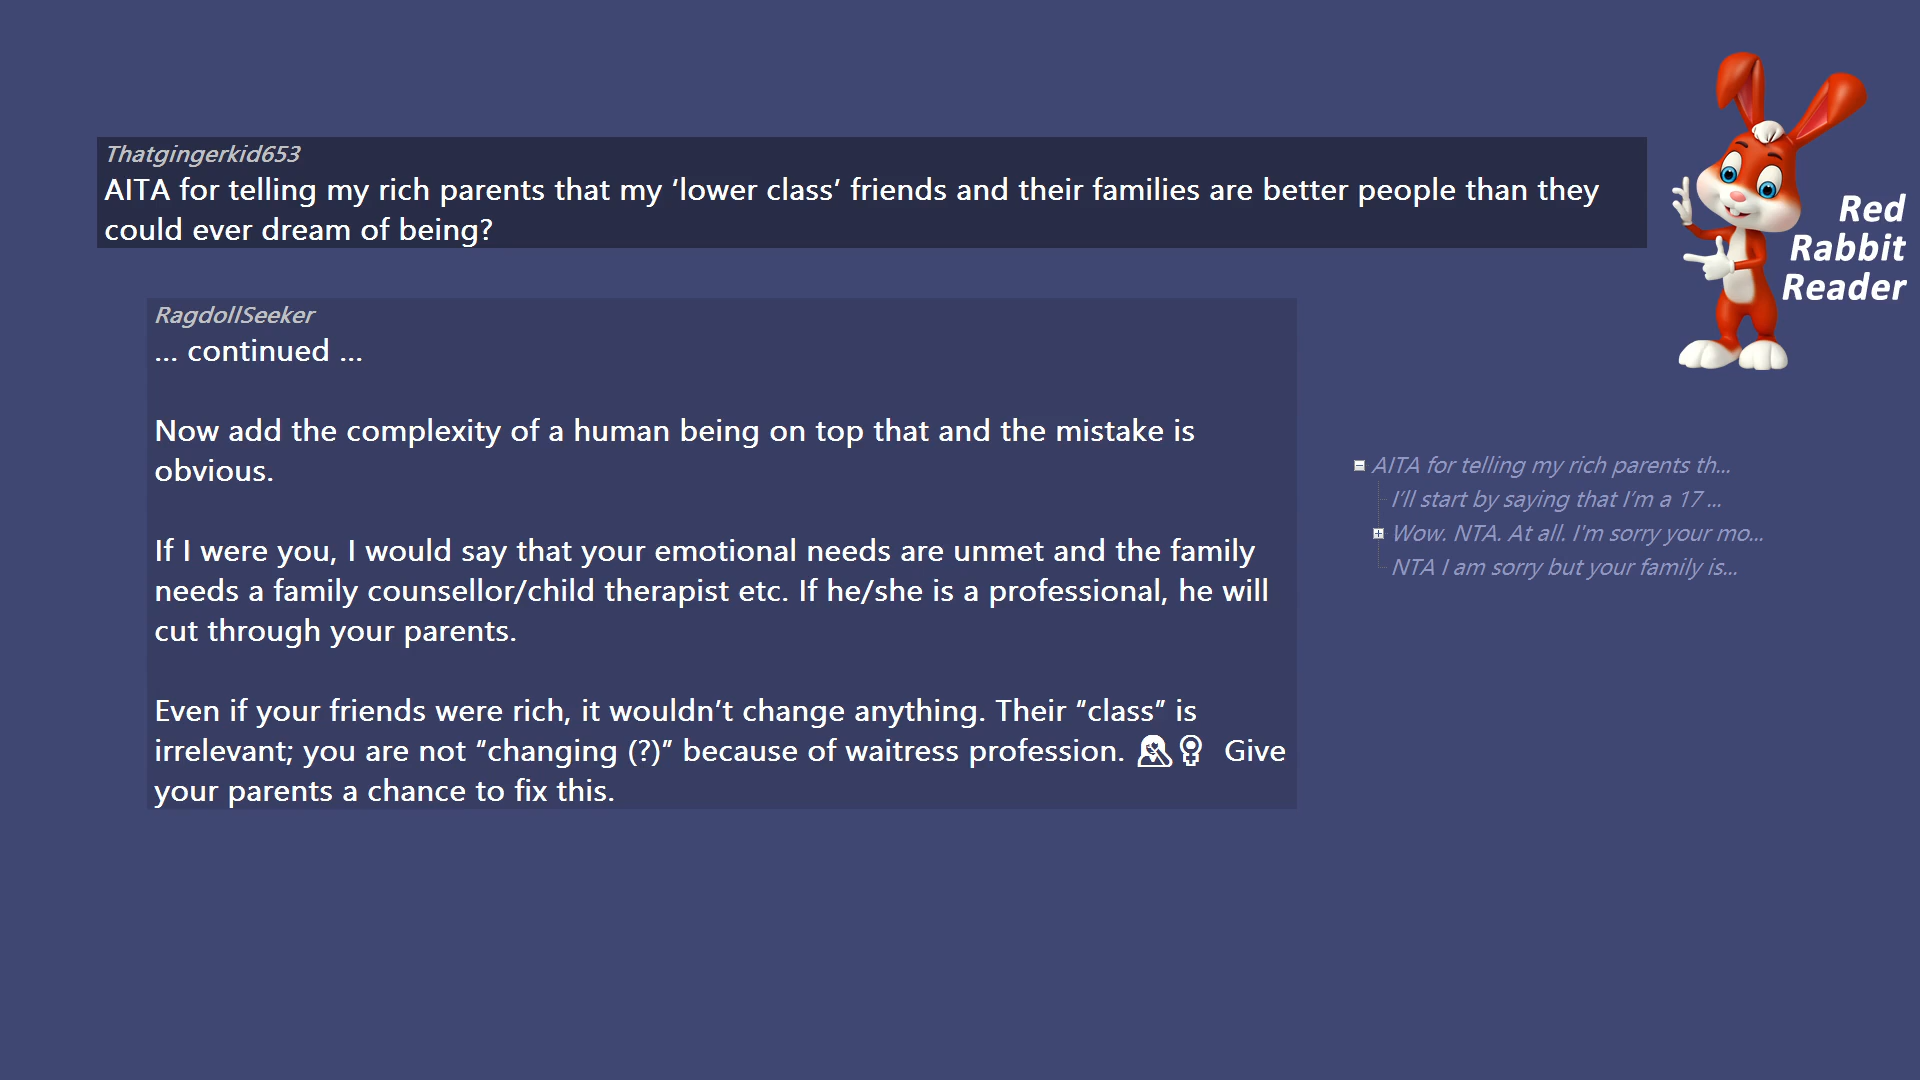 Thatgingerkid653
AITA for telling my rich parents that my ‘lower class’ friends and their families are better people than they
could ever dream of being?
Red
Rabbit
Reader
RagdollSeeker
... continued ...
Now add the complexity of a human being on top that and the mistake is
obvious.
If I were you, I would say that your emotional needs are unmet and the family
needs a family counsellor/child therapist etc. If he/she is a professional, he will
cut through your parents.
Even if your friends were rich, it wouldn’t change anything. Their “class” is
irrelevant; you are not “changing (?)” because of waitress profession. 🤦♀ Give
your parents a chance to fix this.
AITA for telling my rich parents th...
I’ll start by saying that I’m a 17 ...
Wow. NTA. At all. I'm sorry your mo...
NTA I am sorry but your family is...